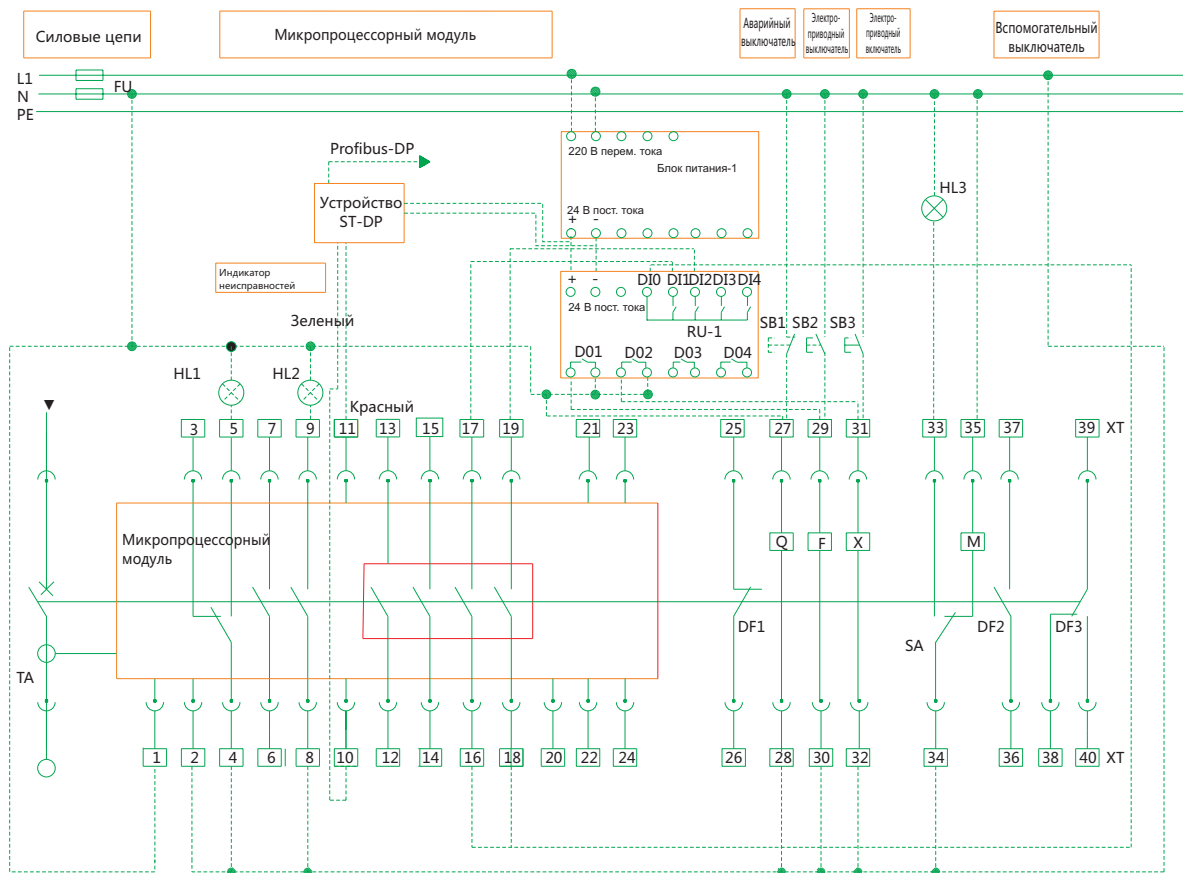 Силовые цепи
Микропроцессорный модуль
Аварийный
выключатель
Электро-
приводный
выключатель
Электро-
приводный
включатель
Вспомогательный
выключатель
L1
FU
N
PE
Profibus-DP
220 В перем. тока
Блок питания-1
24 В пост. тока
+ -
Устройство
ST-DP
HL3
Индикатор
неисправностей
+ - DI0 DI1 DI2 DI3 DI4
24 В пост. тока
RU-1
Зеленый
SB1 SB2 SB3
D01 D02 D03 D04
HL1 HL2
Красный
3 5 7 9 11 13 15 17 19 21 23 25 27 29 31 33 35 37 39 XT
Микропроцессорный
модуль
Q F X M
DF1 SA DF2 DF3
TA
1 2 4 6 8 10 12 14 16 18 20 22 24 26 28 30 32 34 36 38 40 XT